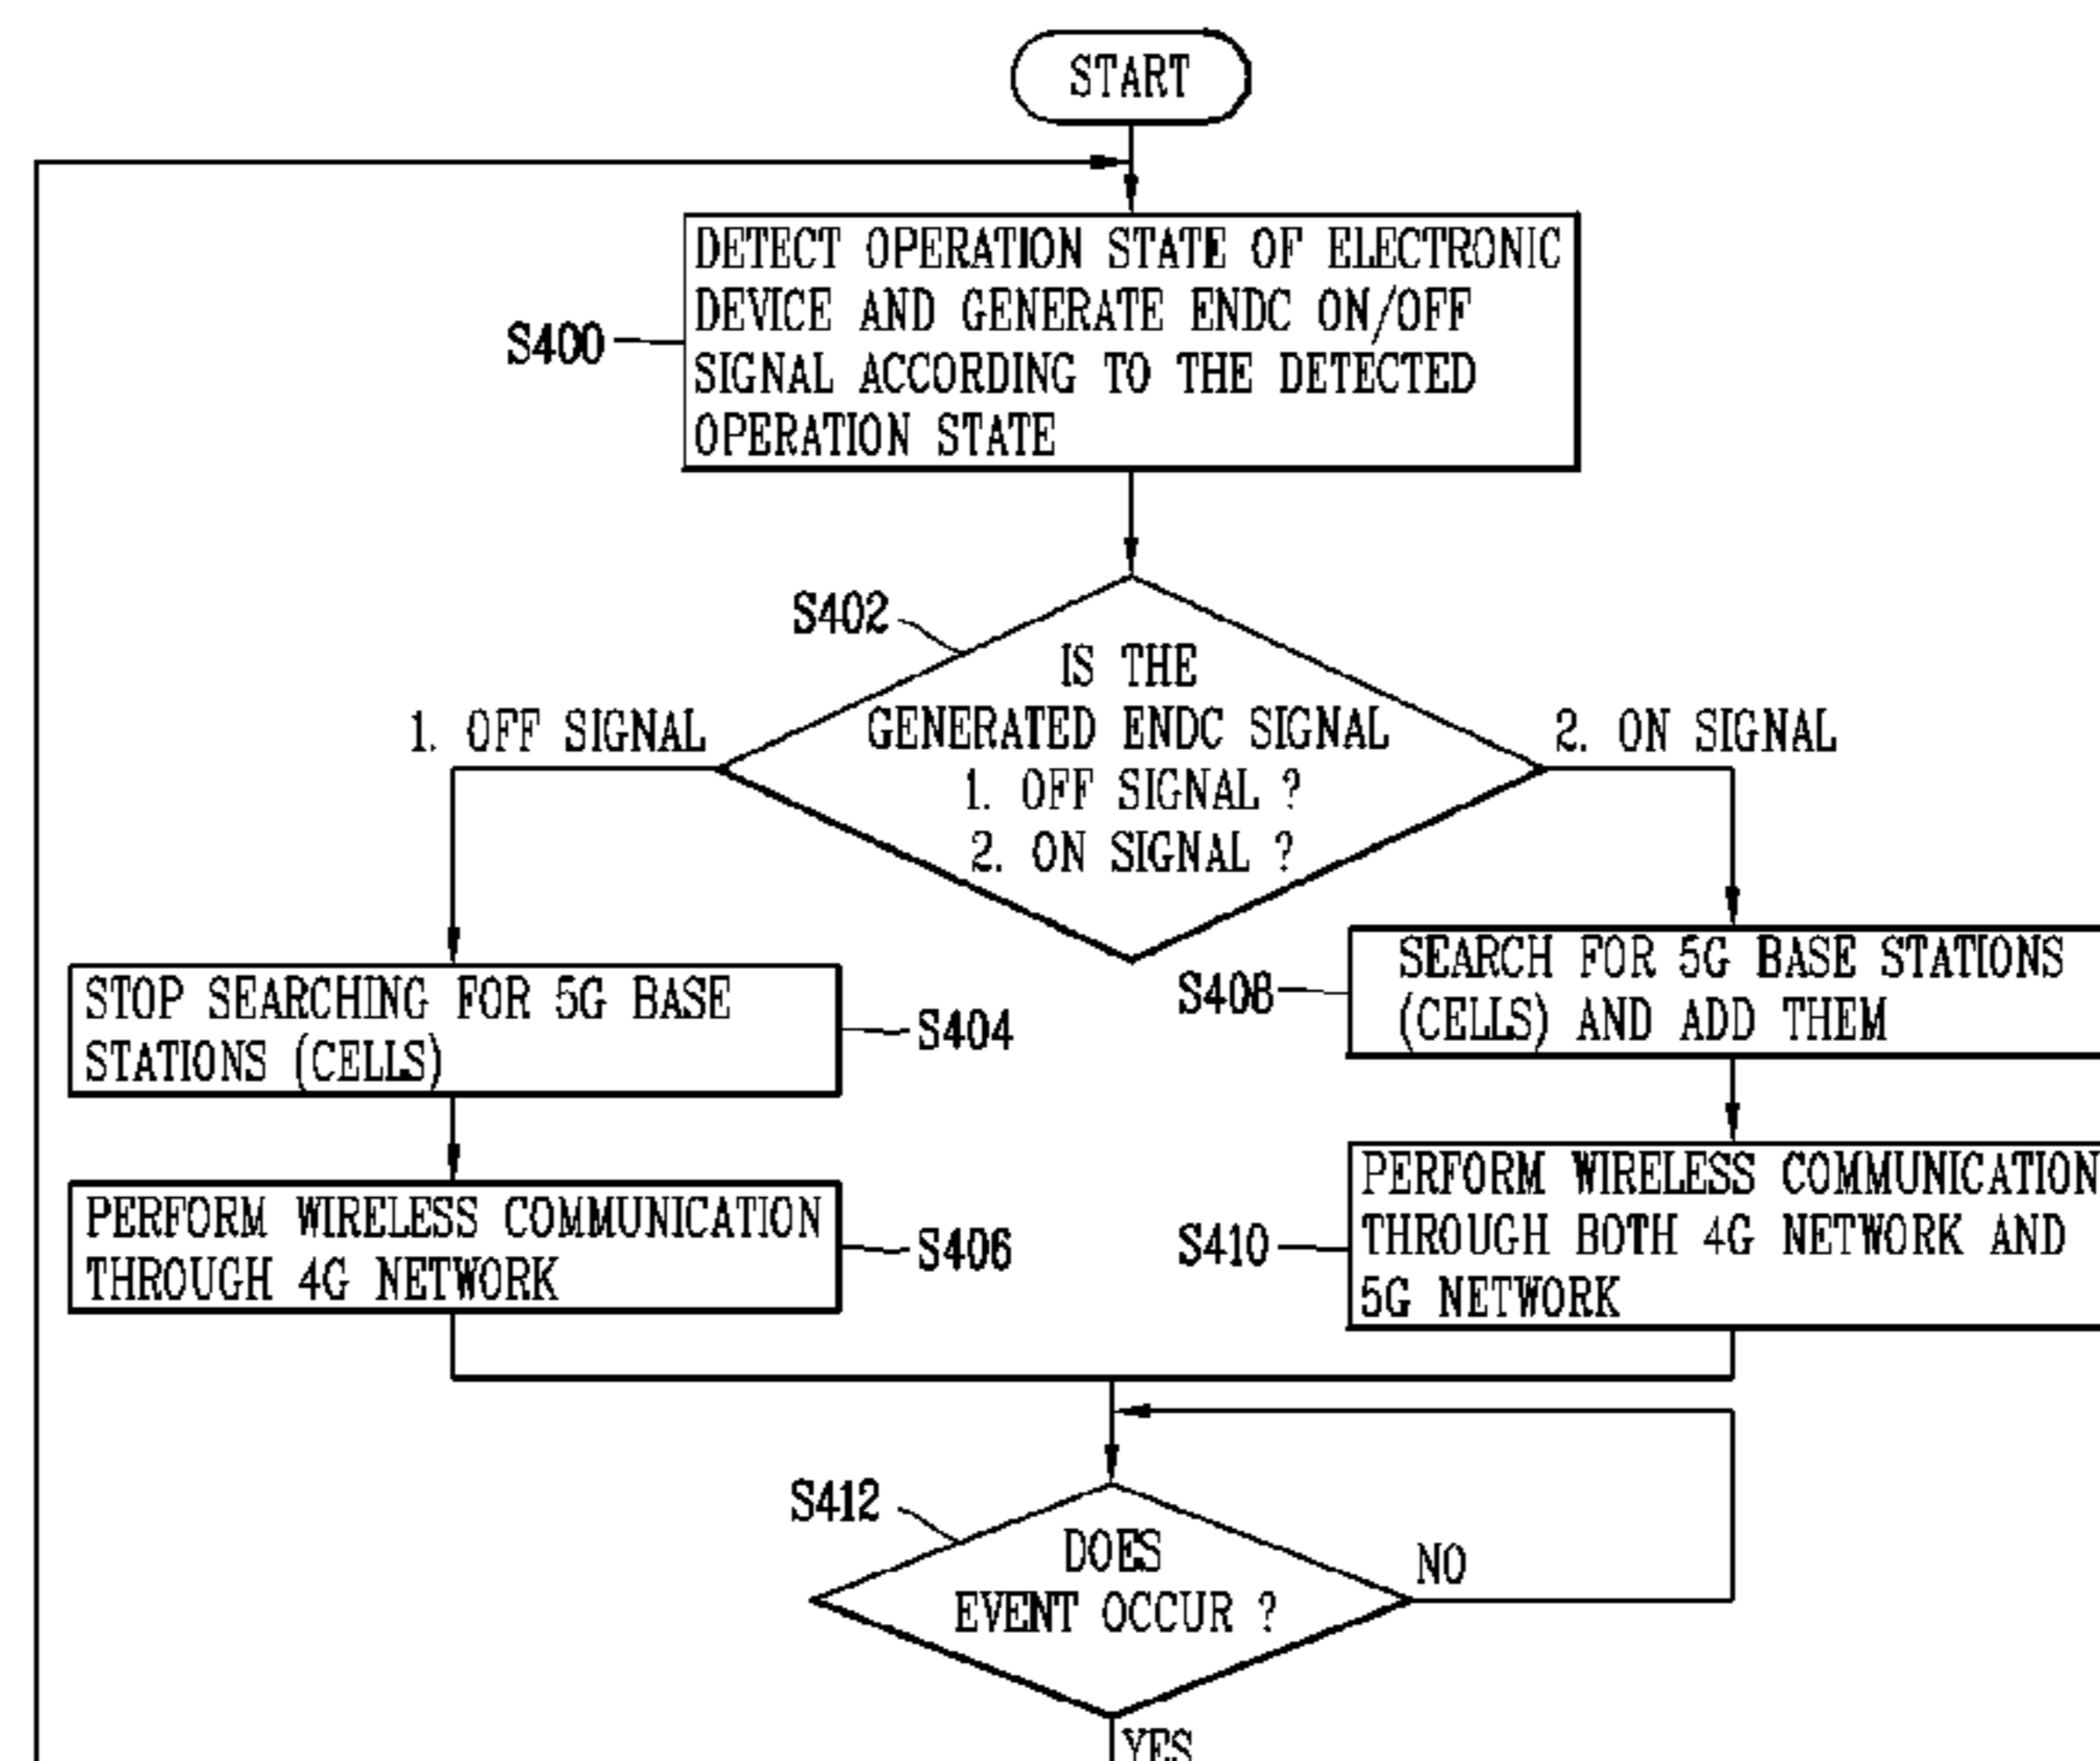 START
DETECT OPERATION STATE OF ELECTRONIC
DEVICE AND GENERATE ENDC ON/OFF
SIGNAL ACCORDING TO THE DETECTED
OPERATION STATE
S400
S402
IS THE
GENERATED ENDC SIGNAL
1. OFF SIGNAL ?
2. ON SIGNAL ?
1. OFF SIGNAL
2. ON SIGNAL
STOP SEARCHING FOR 5G BASE
STATIONS (CELLS)
S404
S408
SEARCH FOR 5G BASE STATIONS
(CELLS) AND ADD THEM
PERFORM WIRELESS COMMUNICATION
THROUGH 4G NETWORK
S406
S410
PERFORM WIRELESS COMMUNICATION
THROUGH BOTH 4G NETWORK AND
5G NETWORK
S412
DOES
EVENT OCCUR ?
NO
YES